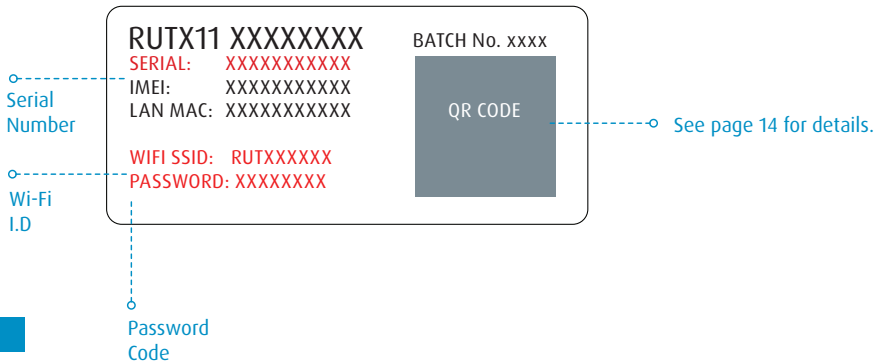 RUTX11 XXXXXXXX
BATCH No. xxxx
SERIAL: XXXXXXXXXXX
IMEI: XXXXXXXXXXX
LAN MAC: XXXXXXXXXXX
QR CODE
WIFI SSID: RUTXXXXXX
PASSWORD: XXXXXXXX
Serial
Number
See page 14 for details.
Wi-Fi
I.D
Password
Code